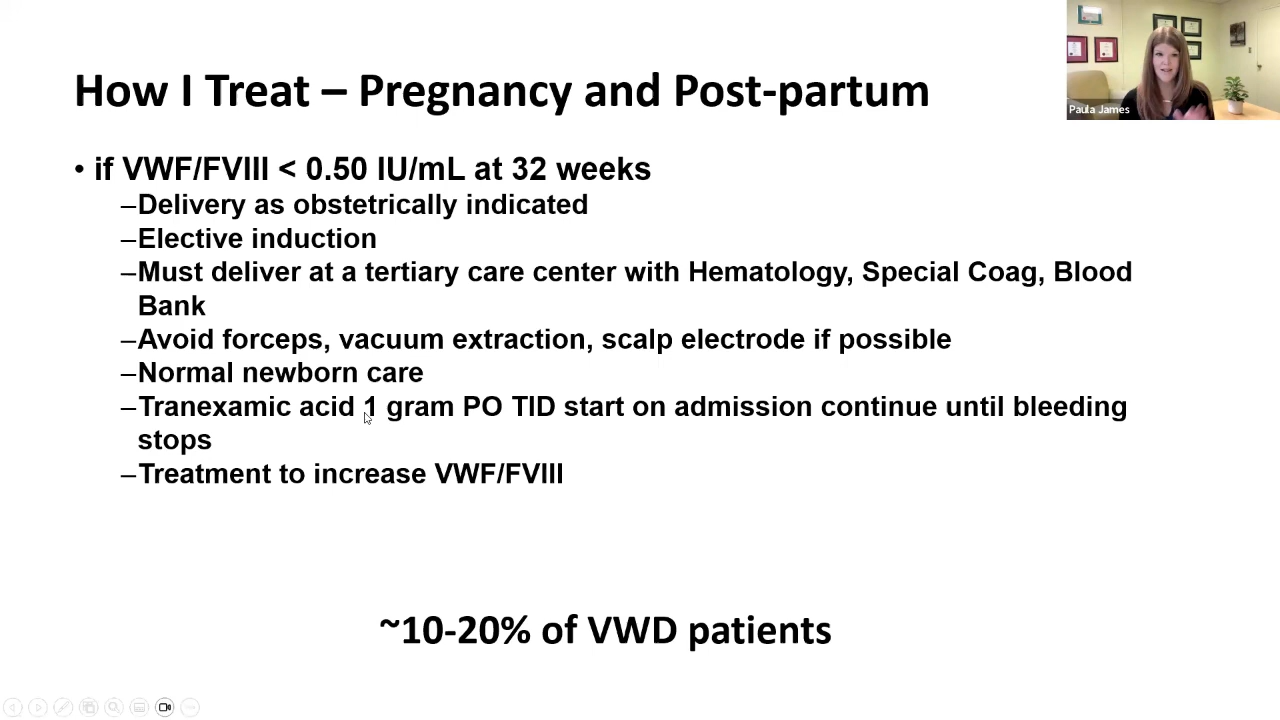 Paula James
How I Treat – Pregnancy and Post-partum
• if VWF/FVIII < 0.50 IU/mL at 32 weeks
–Delivery as obstetrically indicated
–Elective induction
–Must deliver at a tertiary care center with Hematology, Special Coag, Blood
Bank
–Avoid forceps, vacuum extraction, scalp electrode if possible
–Normal newborn care
–Tranexamic acid 1 gram PO TID start on admission continue until bleeding
stops
–Treatment to increase VWF/FVIII
~10-20% of VWD patients